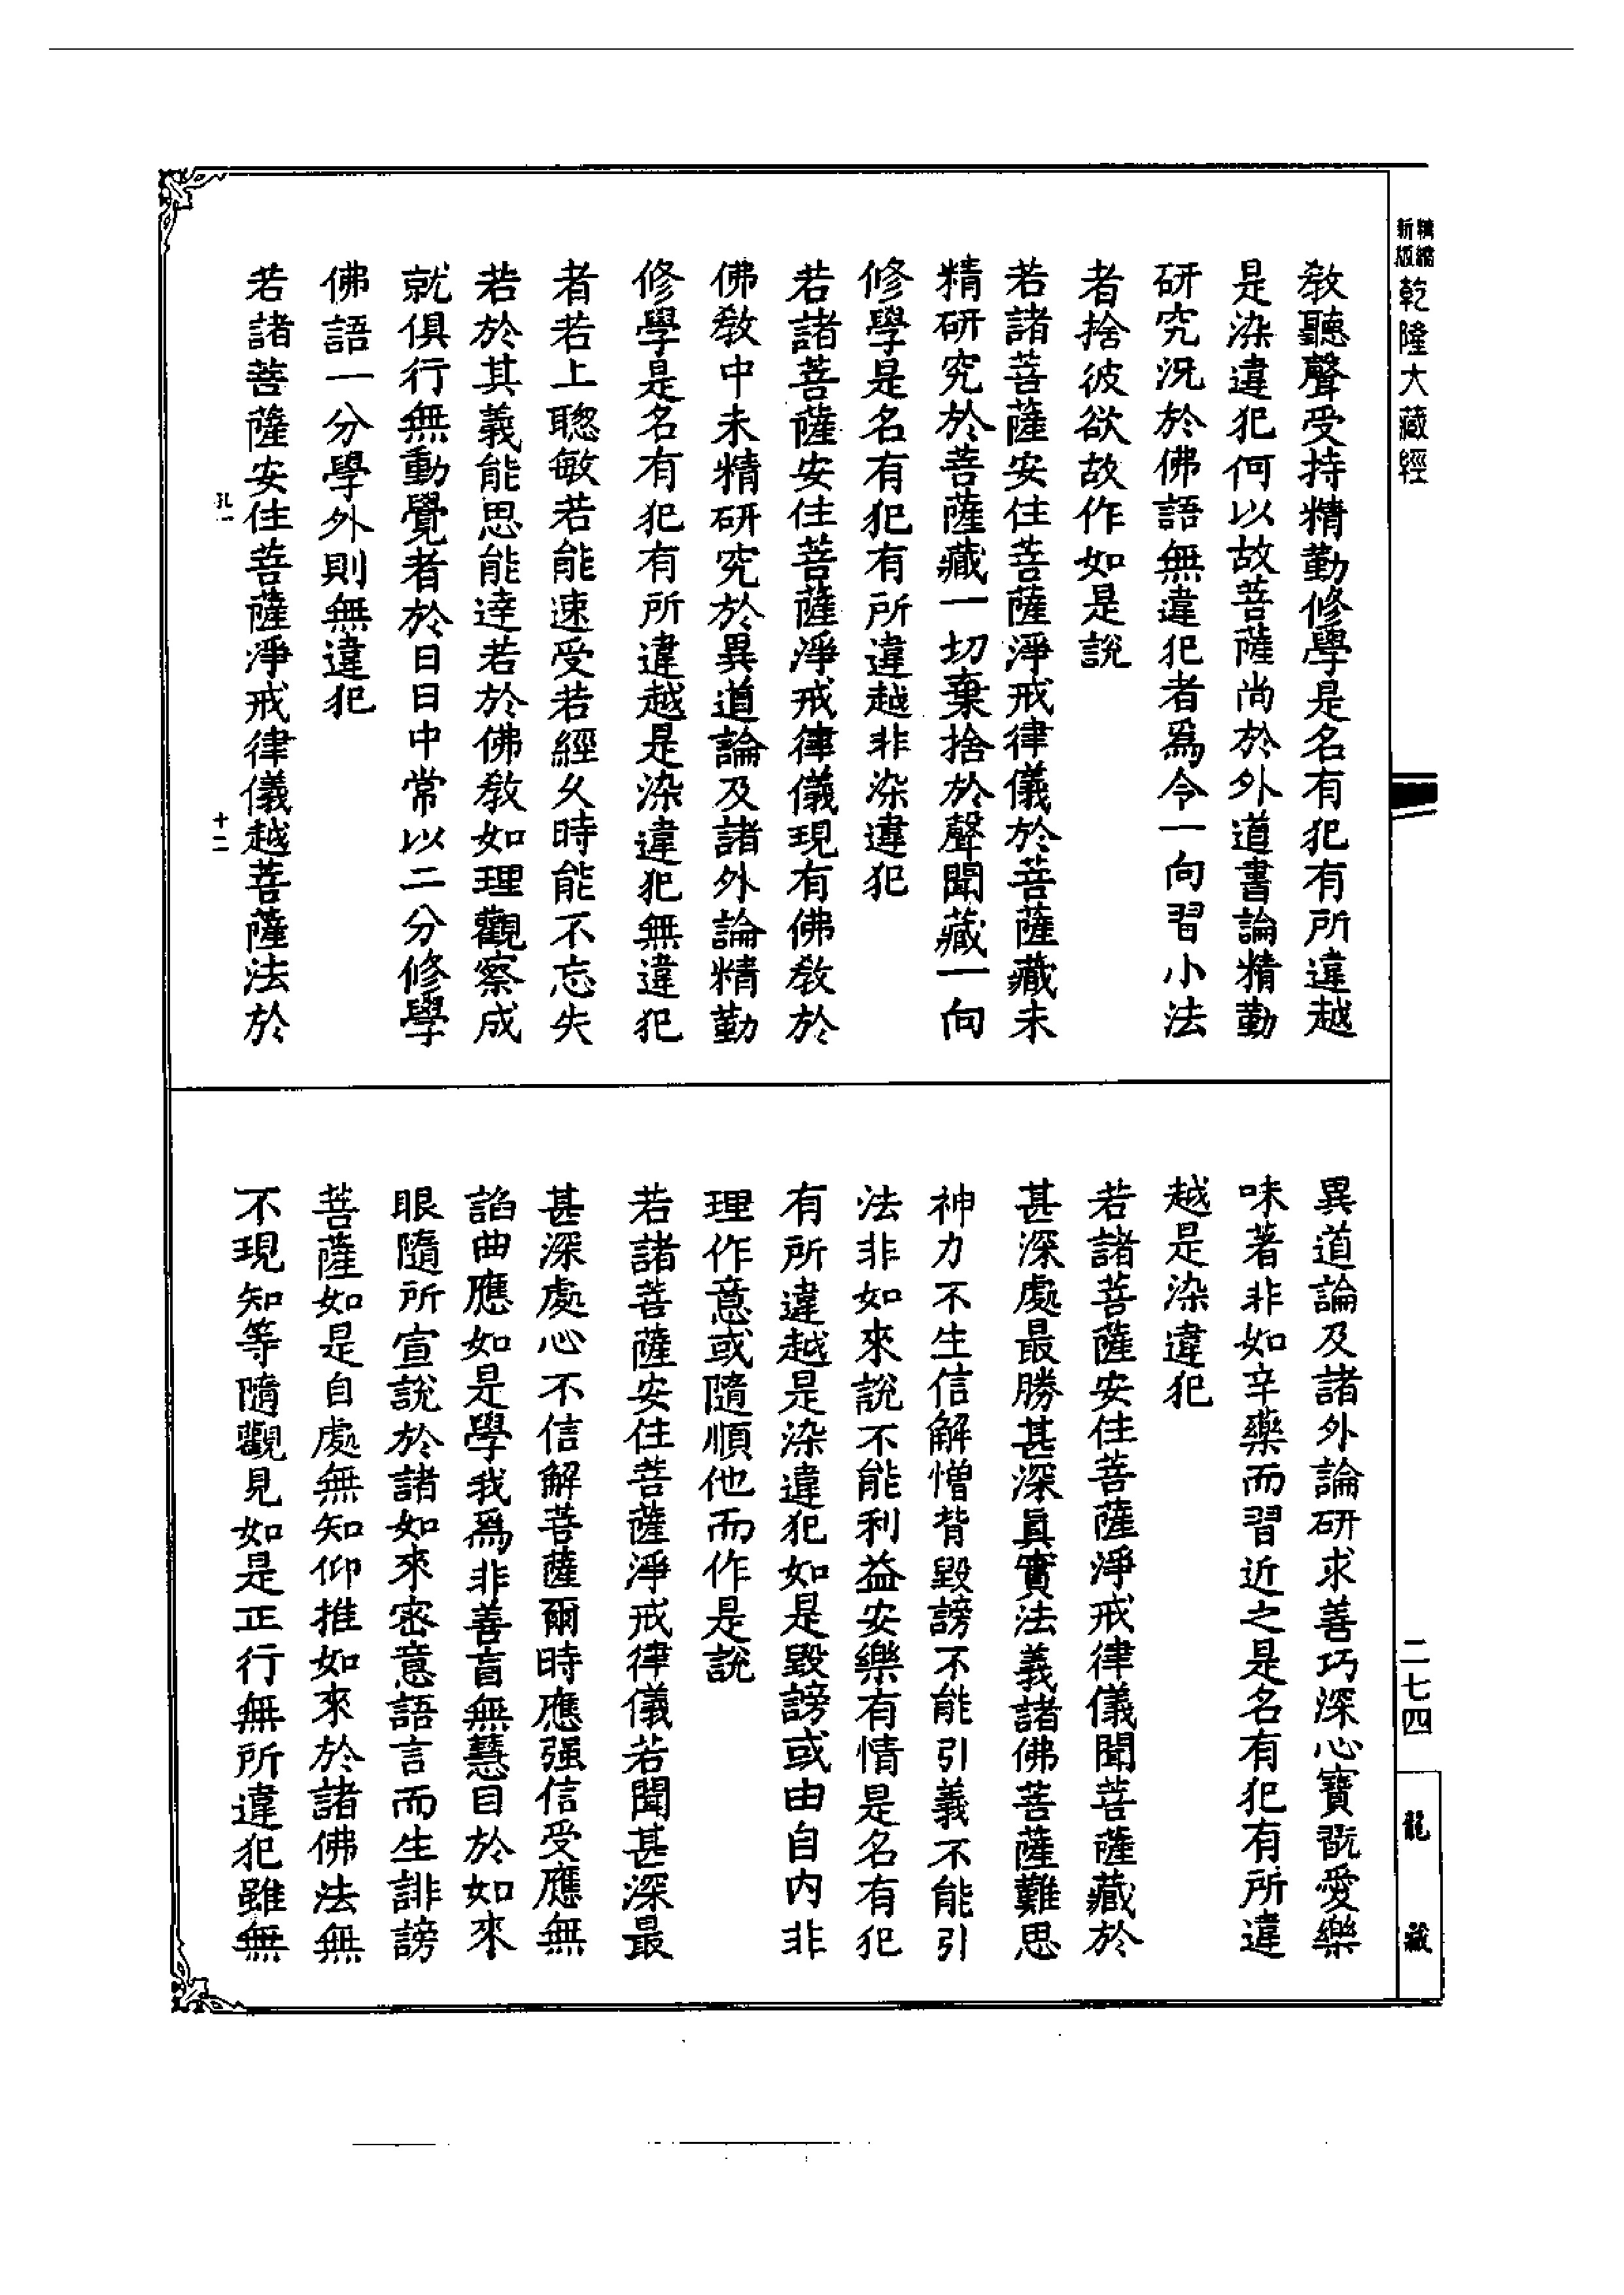 精縮新版
乾隆大藏經
教聽聲受持精勤修學是名有犯有所違越
是染違犯何以故菩薩尚於外道書論精勤
研究況於佛語無違犯者爲令一向習小法
者捨彼欲故作如是說
若諸菩薩安住菩薩淨戒律儀於菩薩藏未
精研究於菩薩藏一切棄捨於聲聞藏一向
修學是名有犯有所違越非染違犯
若諸菩薩安住菩薩淨戒律儀現有佛教於
佛教中未精研究於異道論及諸外論精勤
修學是名有犯有所違越是染違犯無違犯
者若上聰敏若能速受若經久時能不忘失
若於其義能思能達若於佛教如理觀察成
就俱行無動覺者於日日中常以二分修學
佛語一分學外則無違犯
若諸菩薩安住菩薩淨戒律儀越菩薩法於
孔一
十二
異道論及諸外論研求善巧深心寶翫愛樂
味著非如辛藥而習近之是名有犯有所違
越是染違犯
若諸菩薩安住菩薩淨戒律儀聞菩薩藏於
甚深處最勝甚深真實法義諸佛菩薩難思
神力不生信解憎背毀謗不能引義不能引
法非如來說不能利益安樂有情是名有犯
有所違越是染違犯如是毀謗或由自內非
理作意或隨順他而作是說
若諸菩薩安住菩薩淨戒律儀若聞甚深最
甚深處心不信解菩薩爾時應强信受應無
諂曲應如是學我爲非善盲無慧目於如來
眼隨所宣說於諸如來密意語言而生誹謗
菩薩如是自處無知仰推如來於諸佛法無
不現知等隨觀見如是正行無所違犯雖無
二七四
龍藏